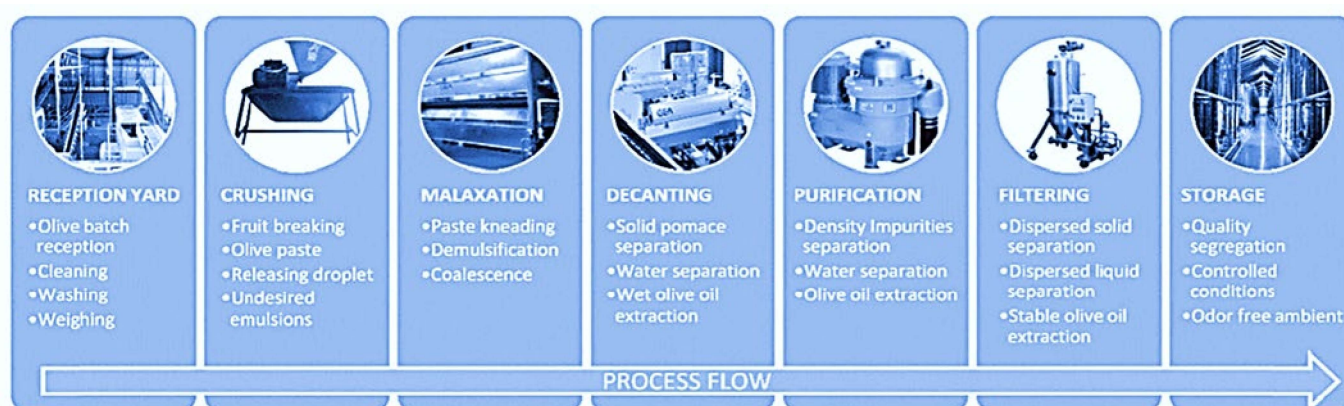 RECEPTION YARD
•Olive batch
reception
•Cleaning
•Washing
•Weighing
CRUSHING
•Fruit breaking
•Olive paste
•Releasing droplet
•Undesired
emulsions
MALAXATION
•Paste kneading
•Demulsification
•Coalescence
DECANTING
•Solid pomace
separation
•Water separation
•Wet olive oil
extraction
PURIFICATION
•Density Impurities
separation
•Water separation
•Olive oil extraction
FILTERING
•Dispersed solid
separation
•Dispersed liquid
separation
•Stable olive oil
extraction
STORAGE
•Quality
segregation
•Controlled
conditions
•Odor free ambient
PROCESS FLOW